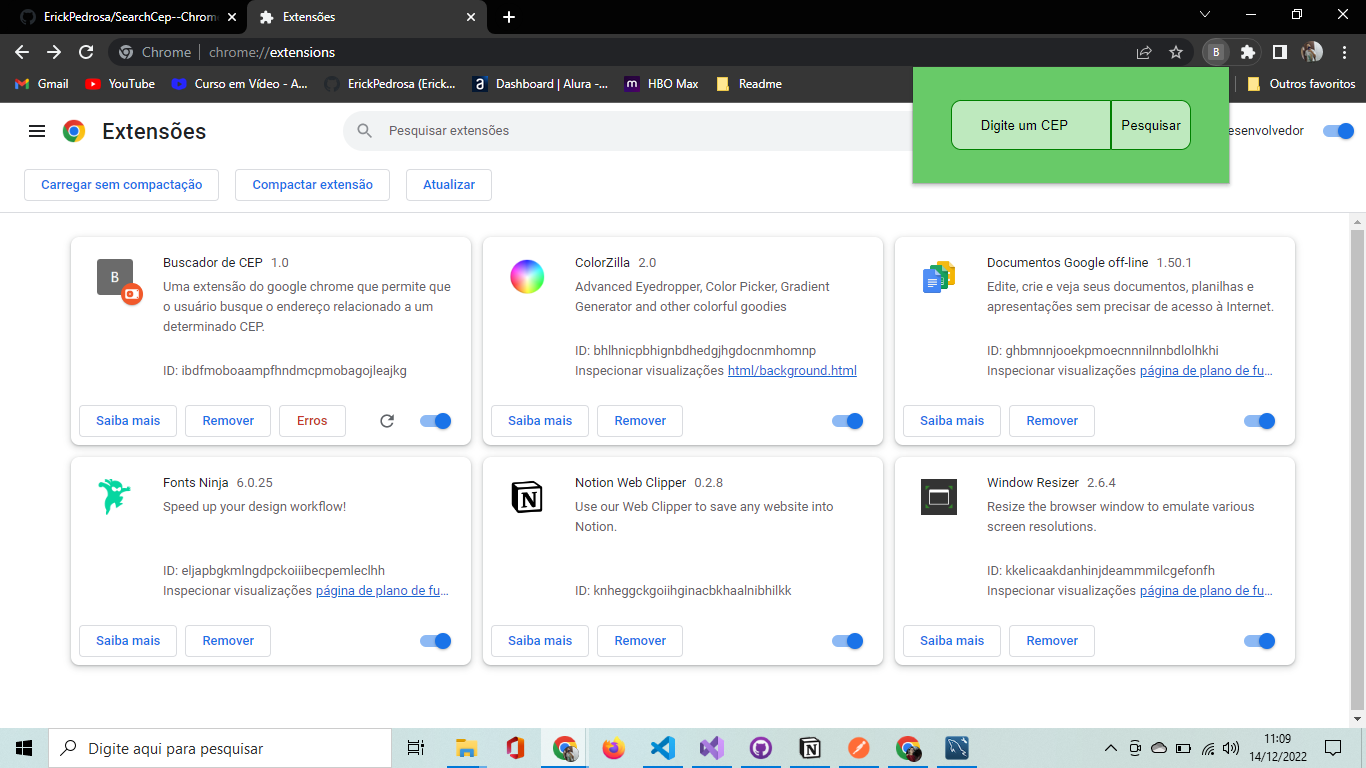 ErickPedrosa/SearchCep--Chrom
Extensões
Chrome
chrome://extensions
B
Gmail
YouTube
Curso em Vídeo - A...
ErickPedrosa (Erick...
Dashboard | Alura -...
HBO Max
Readme
Outros favoritos
Extensões
Pesquisar extensões
Digite um CEP
Pesquisar
esenvolvedor
Carregar sem compactação
Compactar extensão
Atualizar
B
Buscador de CEP 1.0
Uma extensão do google chrome que permite que
o usuário busque o endereço relacionado a um
determinado CEP.
ID: ibdfmoboaampfhndmcpmobagojleajkg
Saiba mais
Remover
Erros
ColorZilla 2.0
Advanced Eyedropper, Color Picker, Gradient
Generator and other colorful goodies
ID: bhlhnicpbhignbdhedgjhgdocnmhomnp
Inspecionar visualizações html/background.html
Saiba mais
Remover
Documentos Google off-line 1.50.1
Edite, crie e veja seus documentos, planilhas e
apresentações sem precisar de acesso à Internet.
ID: ghbmnnjooekpmoecnnnilnnbdlolhkhi
Inspecionar visualizações página de plano de fu...
Saiba mais
Remover
Fonts Ninja 6.0.25
Speed up your design workflow!
ID: eljapbgkmlngdpckoiiibecpemleclhh
Inspecionar visualizações página de plano de fu...
Saiba mais
Remover
Notion Web Clipper 0.2.8
Use our Web Clipper to save any website into
Notion.
ID: knheggckgoiihginacbkhaalnibhilkk
Saiba mais
Remover
Window Resizer 2.6.4
Resize the browser window to emulate various
screen resolutions.
ID: kkelicaakdanhinjdeammmilcgefonfh
Inspecionar visualizações página de plano de fu...
Saiba mais
Remover
Digite aqui para pesquisar
11:09
14/12/2022